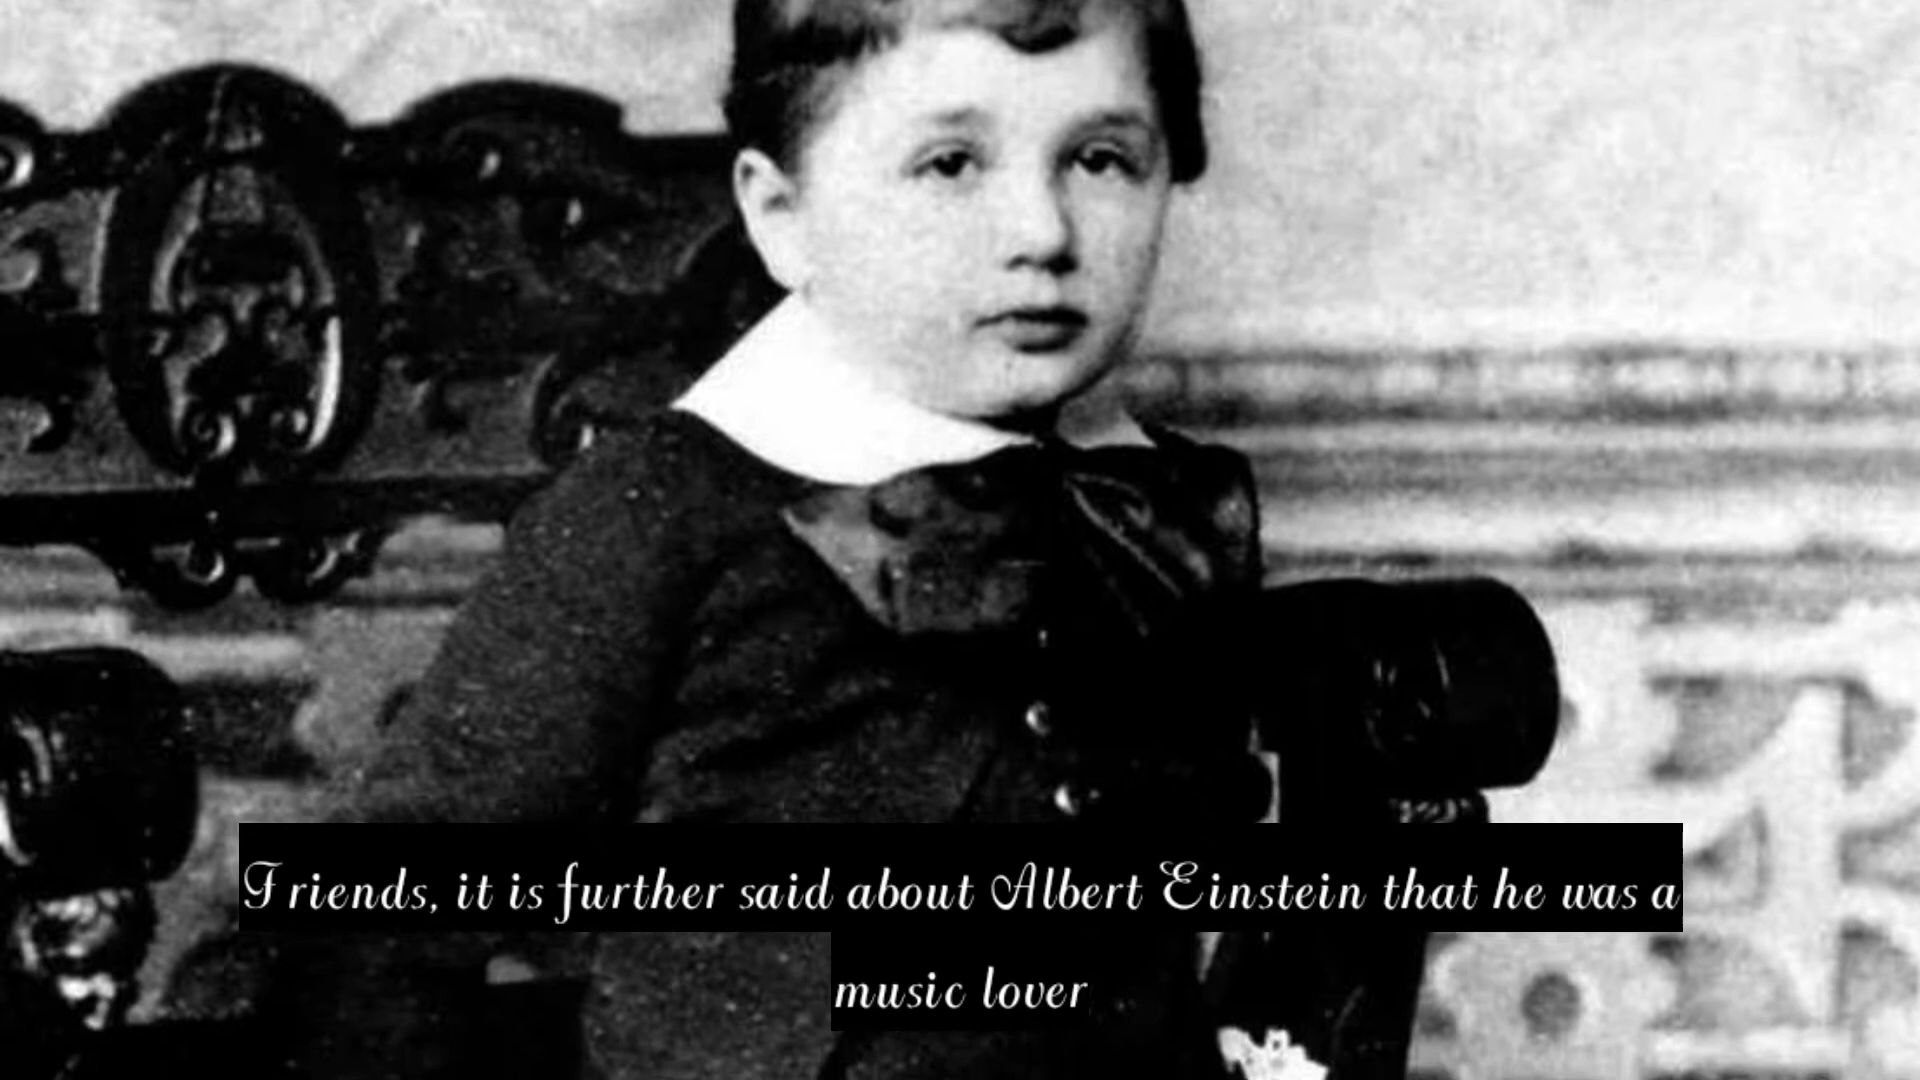 Friends, it is further said about Albert Einstein that he was a
music lover